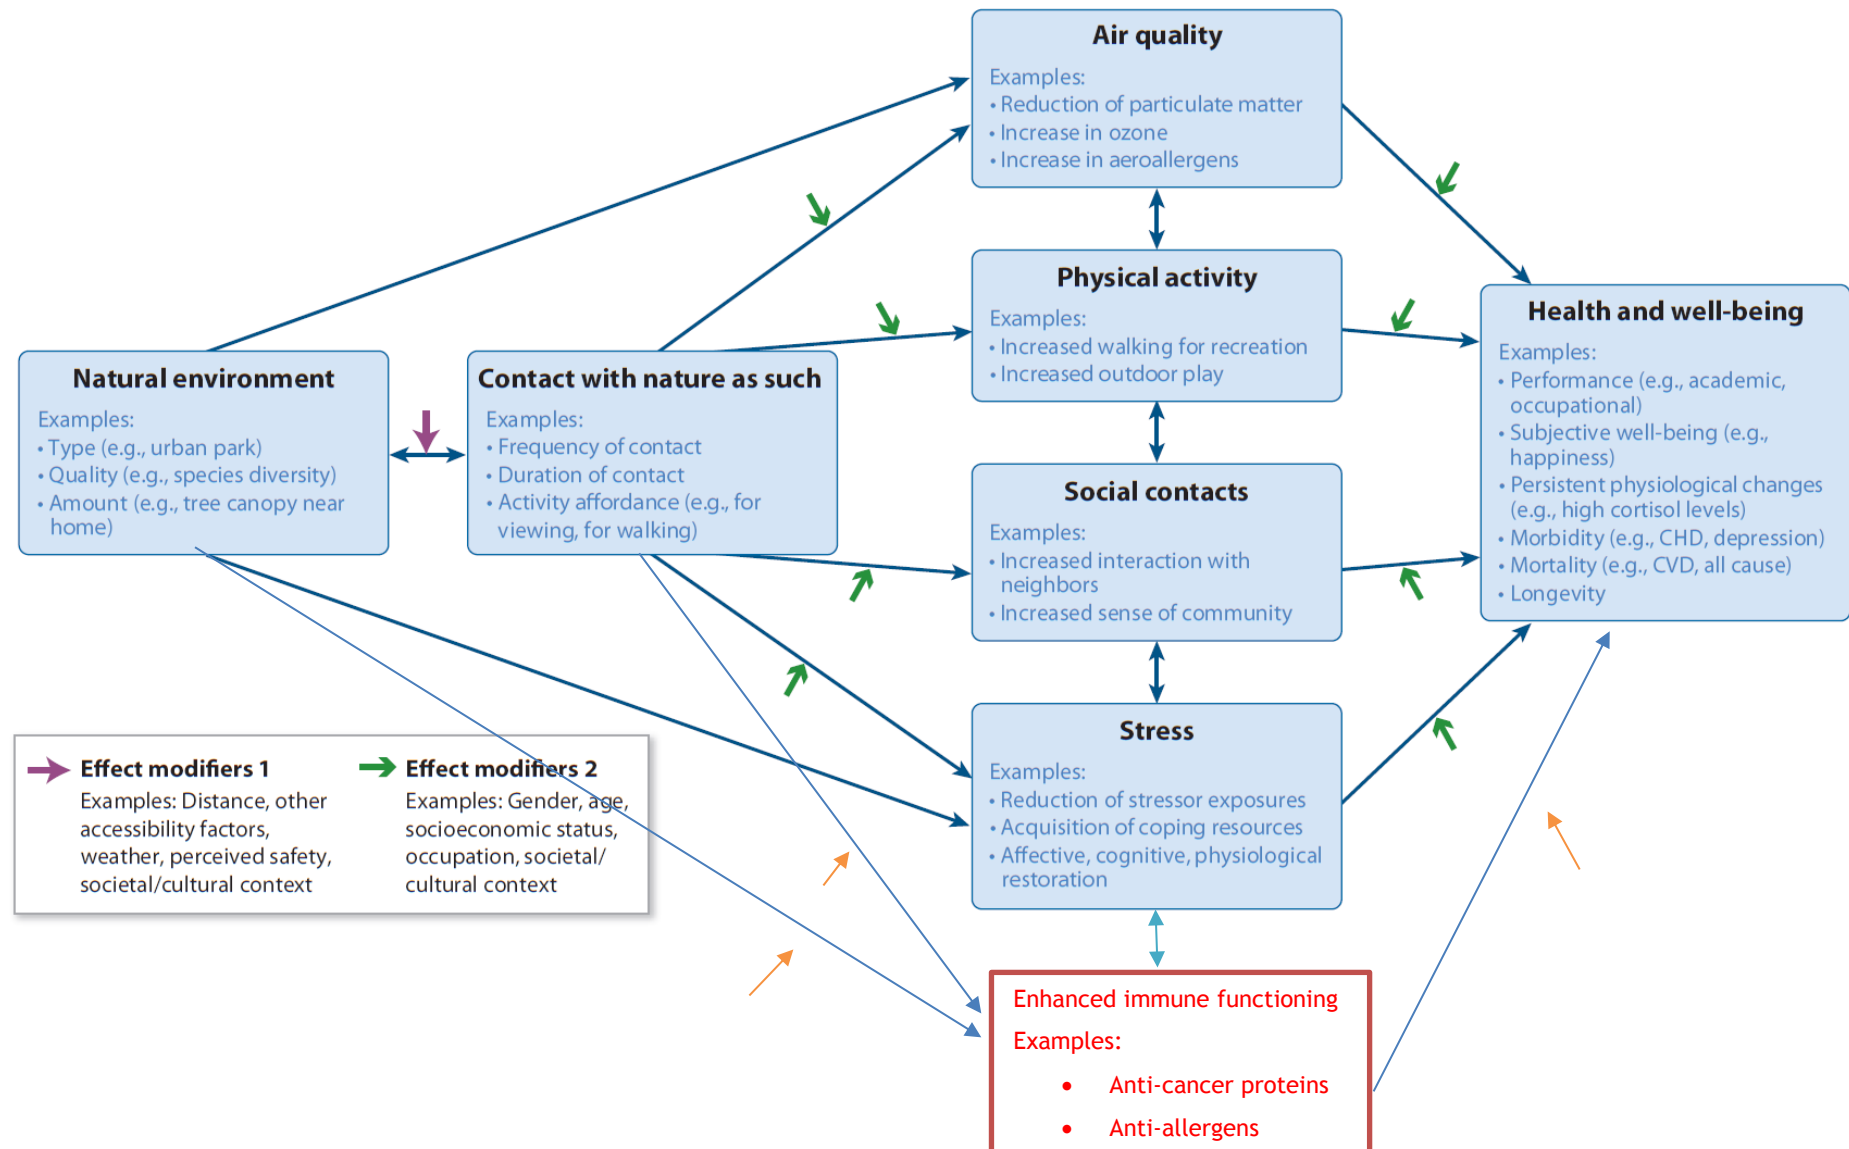 Air quality
Examples:
• Reduction of particulate matter
• Increase in ozone
• Increase in aeroallergens
Physical activity
Examples:
• Increased walking for recreation
• Increased outdoor play
Health and well-being
Examples:
• Performance (e.g., academic,
occupational)
• Subjective well-being (e.g.,
happiness)
• Persistent physiological changes
(e.g., high cortisol levels)
• Morbidity (e.g., CHD, depression)
• Mortality (e.g., CVD, all cause)
• Longevity
Natural environment
Examples:
• Type (e.g., urban park)
• Quality (e.g., species diversity)
• Amount (e.g., tree canopy near
home)
Contact with nature as such
Examples:
• Frequency of contact
• Duration of contact
• Activity affordance (e.g., for
viewing, for walking)
Social contacts
Examples:
• Increased interaction with
neighbors
• Increased sense of community
Stress
Examples:
• Reduction of stressor exposures
• Acquisition of coping resources
• Affective, cognitive, physiological
restoration
Effect modifiers 1
Examples: Distance, other
accessibility factors,
weather, perceived safety,
societal/cultural context
Effect modifiers 2
Examples: Gender, age,
socioeconomic status,
occupation, societal/
cultural context
Enhanced immune functioning
Examples:
• Anti-cancer proteins
• Anti-allergens